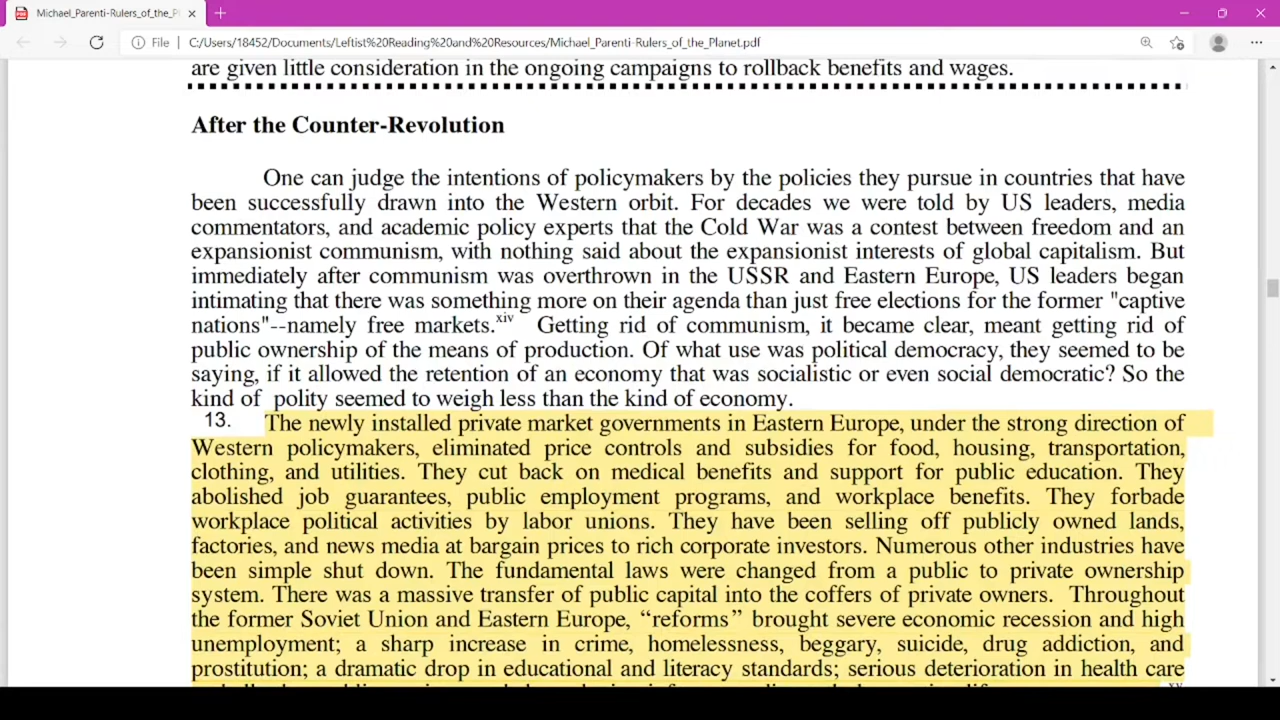 Michael_Parenti-Rulers_of_the_P
File | C:/Users/18452/Documents/Leftist%20Reading%20and%20Resources/Michael_Parenti-Rulers_of_the_Planet.pdf
are given little consideration in the ongoing campaigns to rollback benefits and wages.
After the Counter-Revolution
One can judge the intentions of policymakers by the policies they pursue in countries that have
been successfully drawn into the Western orbit. For decades we were told by US leaders, media
commentators, and academic policy experts that the Cold War was a contest between freedom and an
expansionist communism, with nothing said about the expansionist interests of global capitalism. But
immediately after communism was overthrown in the USSR and Eastern Europe, US leaders began
intimating that there was something more on their agenda than just free elections for the former "captive
nations"--namely free markets.xiv Getting rid of communism, it became clear, meant getting rid of
public ownership of the means of production. Of what use was political democracy, they seemed to be
saying, if it allowed the retention of an economy that was socialistic or even social democratic? So the
kind of polity seemed to weigh less than the kind of economy.
13. The newly installed private market governments in Eastern Europe, under the strong direction of
Western policymakers, eliminated price controls and subsidies for food, housing, transportation,
clothing, and utilities. They cut back on medical benefits and support for public education. They
abolished job guarantees, public employment programs, and workplace benefits. They forbade
workplace political activities by labor unions. They have been selling off publicly owned lands,
factories, and news media at bargain prices to rich corporate investors. Numerous other industries have
been simple shut down. The fundamental laws were changed from a public to private ownership
system. There was a massive transfer of public capital into the coffers of private owners. Throughout
the former Soviet Union and Eastern Europe, “reforms” brought severe economic recession and high
unemployment; a sharp increase in crime, homelessness, beggary, suicide, drug addiction, and
prostitution; a dramatic drop in educational and literacy standards; serious deterioration in health care